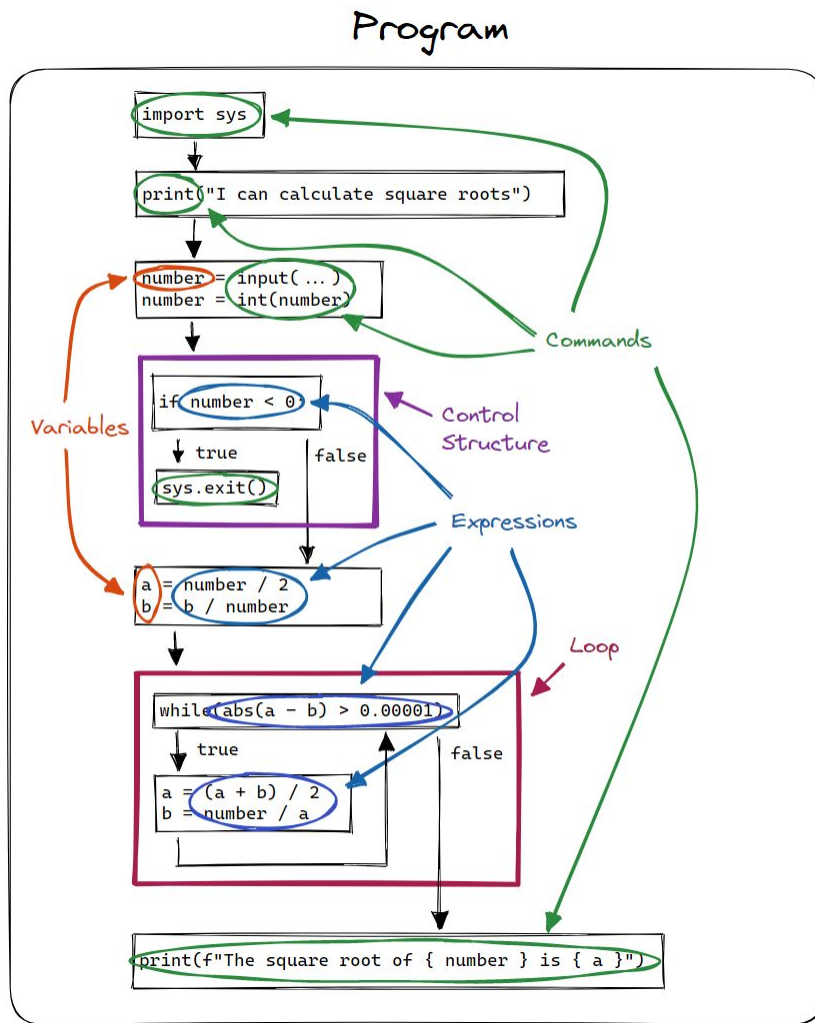 Program
import sys
print("I can calculate square roots")
number = input( ... )
number = int(number)
Commands
if number < 0:
Control
Structure
Variables
true
false
sys.exit()
Expressions
a = number / 2
b = b / number
Loop
while(abs(a - b) > 0.00001)
true
false
a = (a + b) / 2
b = number / a
print(f"The square root of { number } is { a }")